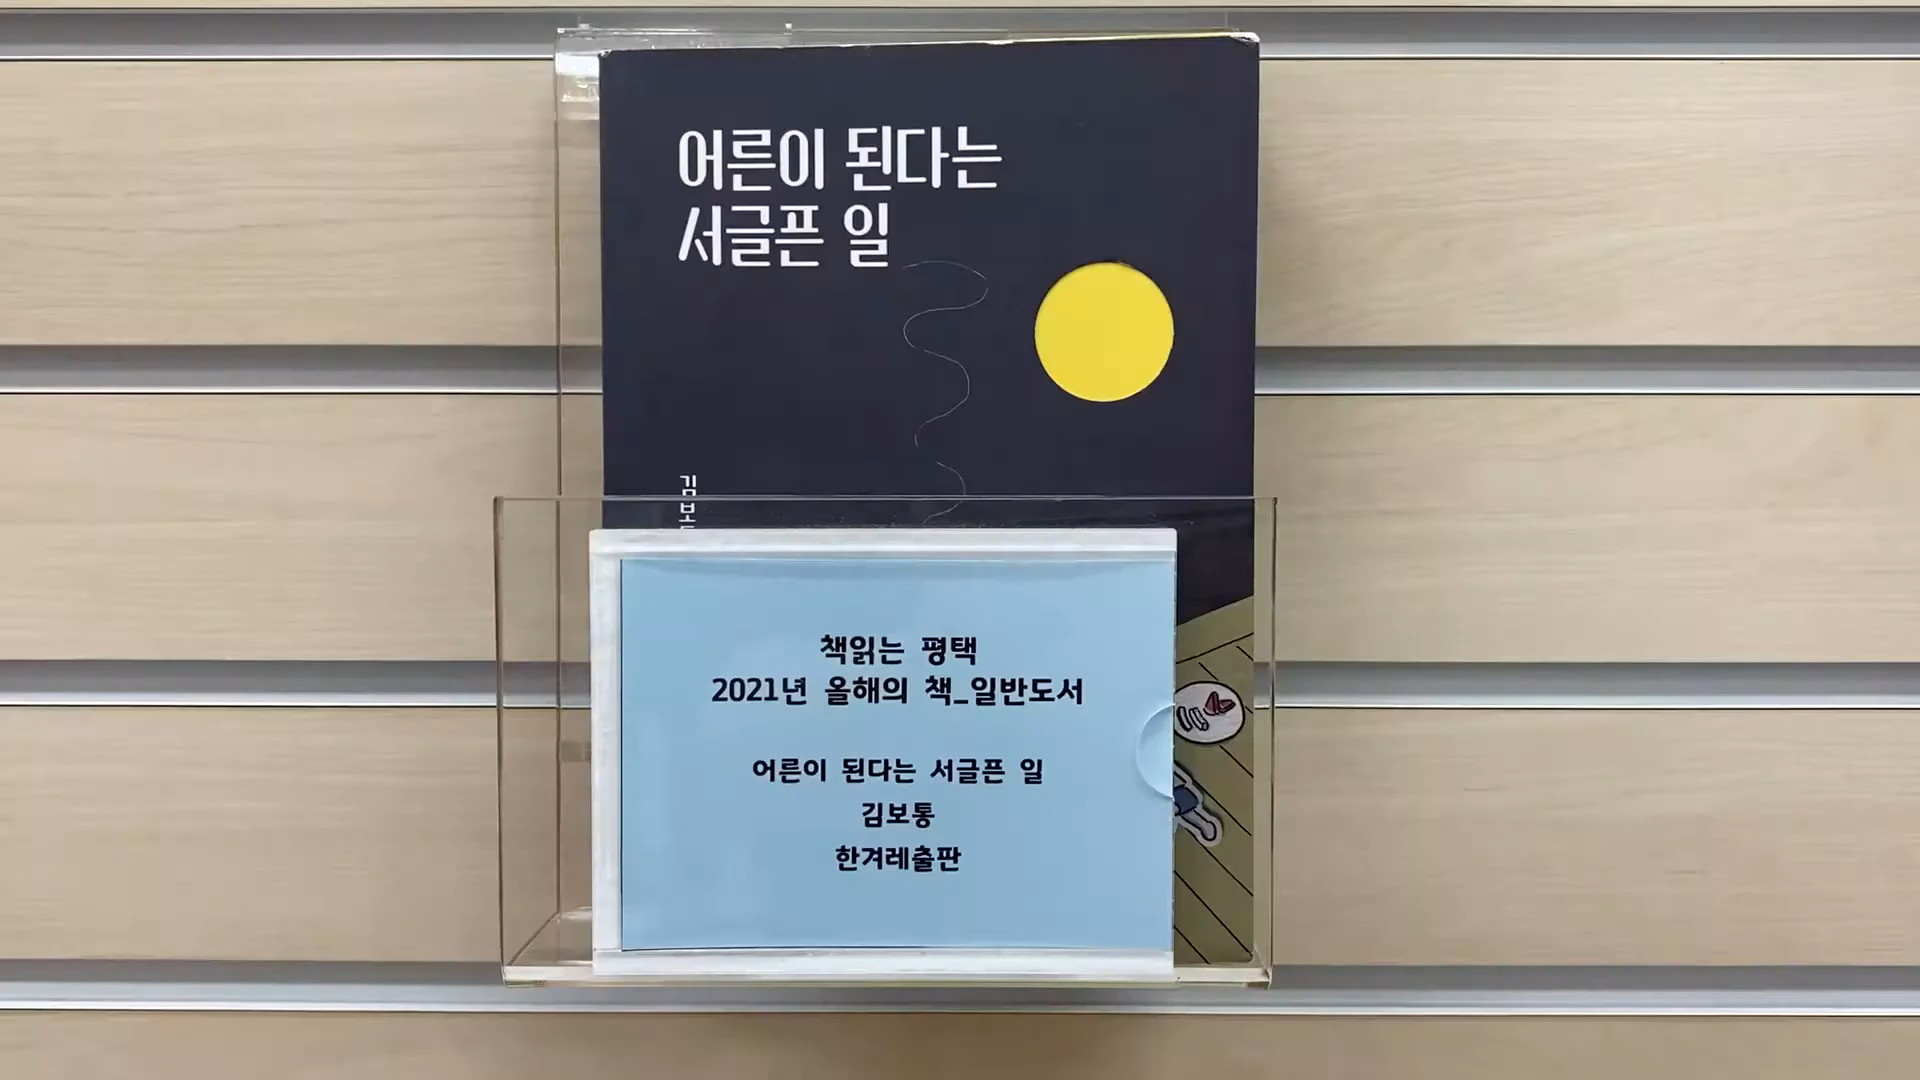 어른이 된다는
서글픈 일
김보
책읽는 평택
2021년 올해의 책_일반도서
어른이 된다는 서글픈 일
김보통
한겨레출판